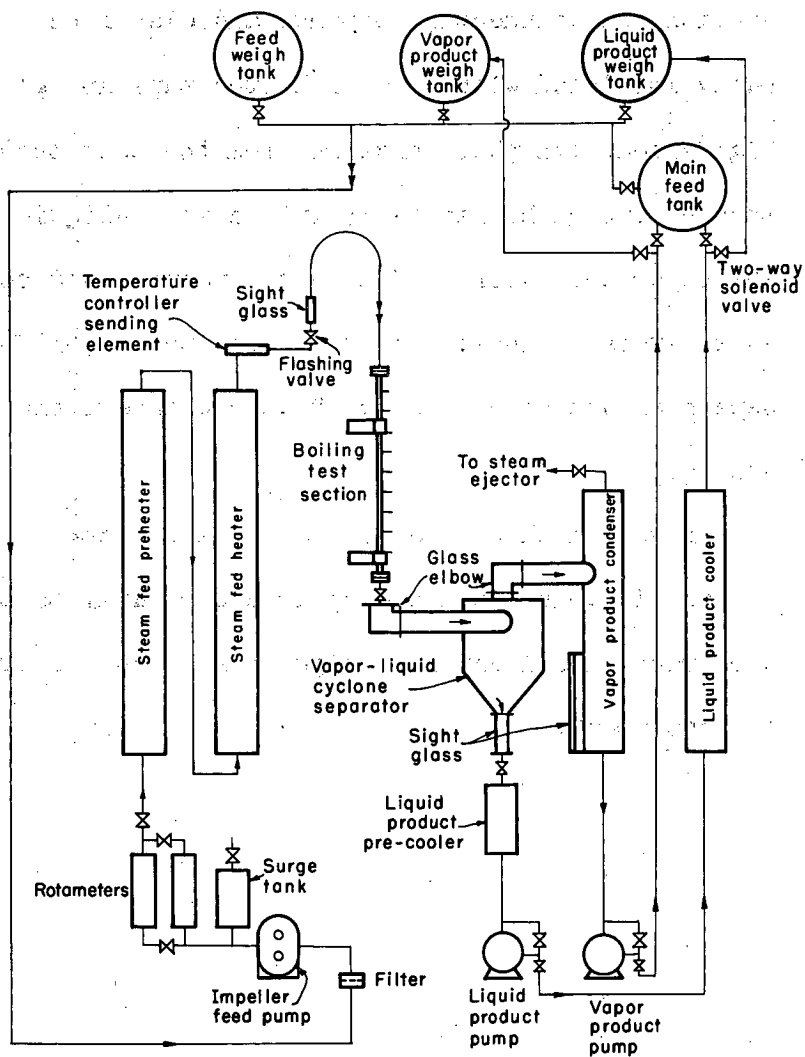 Feed
weigh
tank
Vapor
product
weigh
tank
Liquid
product
weigh
tank
Main
feed
tank
Two-way
solenoid
valve
Temperature
controller
sending
element
Sight
glass
Flashing
valve
Boiling
test
section
To steam
ejector
Glass
elbow
Steam fed preheater
Steam fed heater
Vapor product condenser
Liquid product cooler
Vapor-liquid
cyclone
separator
Sight
glass
Liquid
product
pre-cooler
Rotameters
Surge
tank
Impeller
feed pump
Filter
Liquid
product
pump
Vapor
product pump